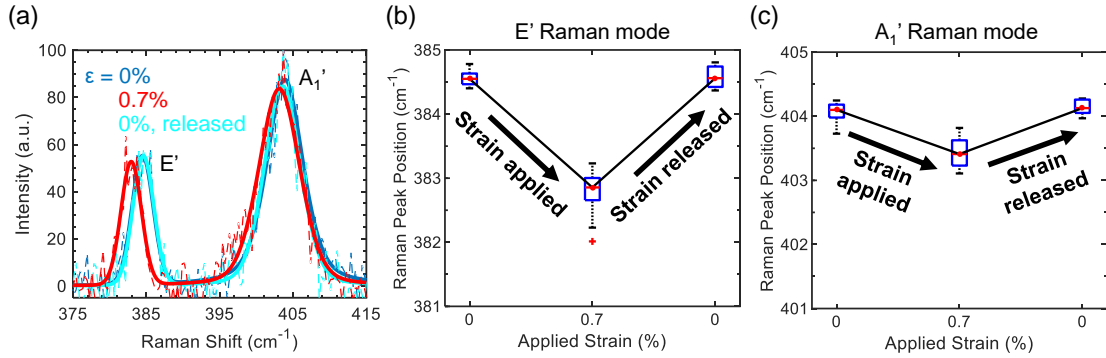 (a)
ε = 0%
0.7%
0%, released
E’
A₁’
Intensity (a.u.)
100
80
60
40
20
0
375
385
395
405
415
Raman Shift (cm⁻¹)
(b)
E’ Raman mode
Raman Peak Position (cm⁻¹)
385
384
383
382
381
Strain applied
Strain released
0
0.7
0
Applied Strain (%)
(c)
A₁’ Raman mode
Raman Peak Position (cm⁻¹)
405
404
403
402
401
Strain
applied
Strain
released
0
0.7
0
Applied Strain (%)